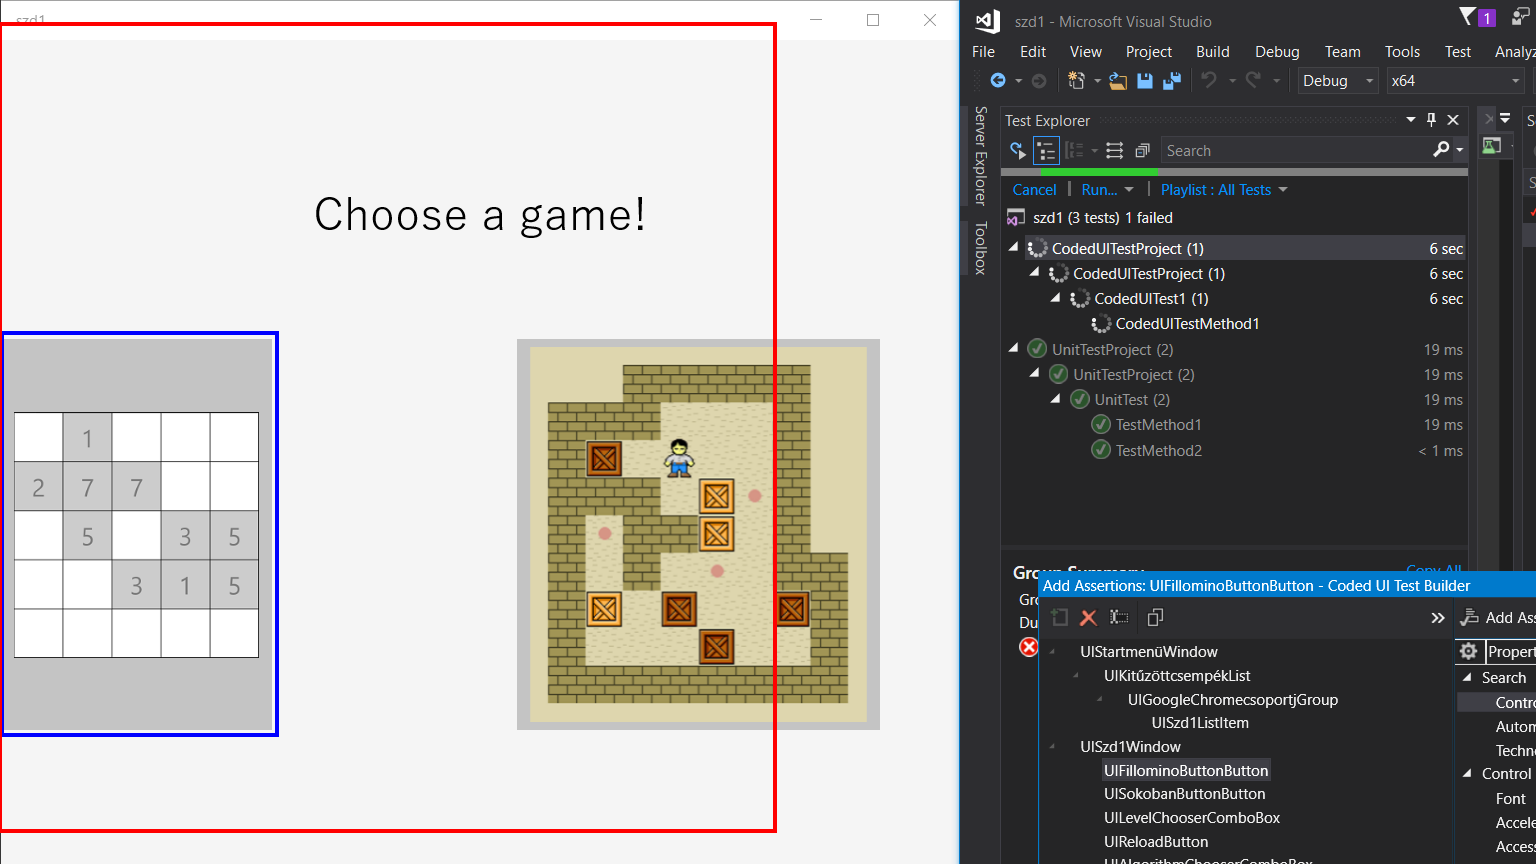 szd1
Choose a game!
1
2 7 7
5 3 5
3 1 5
szd1 - Microsoft Visual Studio
1
File Edit View Project Build Debug Team Tools Test Analyz
Debug x64
Server Explorer
Toolbox
Test Explorer
Search
Cancel | Run... | Playlist : All Tests
szd1 (3 tests) 1 failed
CodedUITestProject (1) 6 sec
CodedUITestProject (1) 6 sec
CodedUITest1 (1) 6 sec
CodedUITestMethod1
UnitTestProject (2) 19 ms
UnitTestProject (2) 19 ms
UnitTest (2) 19 ms
TestMethod1 19 ms
TestMethod2 < 1 ms
Group Summary
Copy All
Gro
Du
Add Assertions: UIFillominoButtonButton - Coded UI Test Builder
Add Ass
UIStartmenüWindow
UIKitűzöttcsempékList
UIGoogleChromecsoportjGroup
UISzd1ListItem
UISzd1Window
UIFillominoButtonButton
UISokobanButtonButton
UILevelChooserComboBox
UIReloadButton
UIAlgorithmChooserComboBox
Propert
Search
Contro
Autom
Techno
Control
Font
Accele
Access